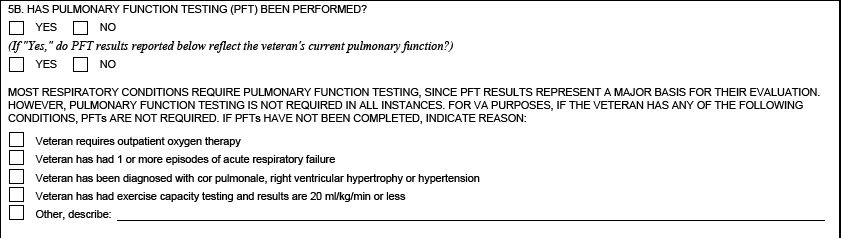 5B. HAS PULMONARY FUNCTION TESTING (PFT) BEEN PERFORMED?
YES NO
(If "Yes," do PFT results reported below reflect the veteran's current pulmonary function?)
YES NO
MOST RESPIRATORY CONDITIONS REQUIRE PULMONARY FUNCTION TESTING, SINCE PFT RESULTS REPRESENT A MAJOR BASIS FOR THEIR EVALUATION.
HOWEVER, PULMONARY FUNCTION TESTING IS NOT REQUIRED IN ALL INSTANCES. FOR VA PURPOSES, IF THE VETERAN HAS ANY OF THE FOLLOWING
CONDITIONS, PFTs ARE NOT REQUIRED. IF PFTs HAVE NOT BEEN COMPLETED, INDICATE REASON:
Veteran requires outpatient oxygen therapy
Veteran has had 1 or more episodes of acute respiratory failure
Veteran has been diagnosed with cor pulmonale, right ventricular hypertrophy or hypertension
Veteran has had exercise capacity testing and results are 20 ml/kg/min or less
Other, describe: